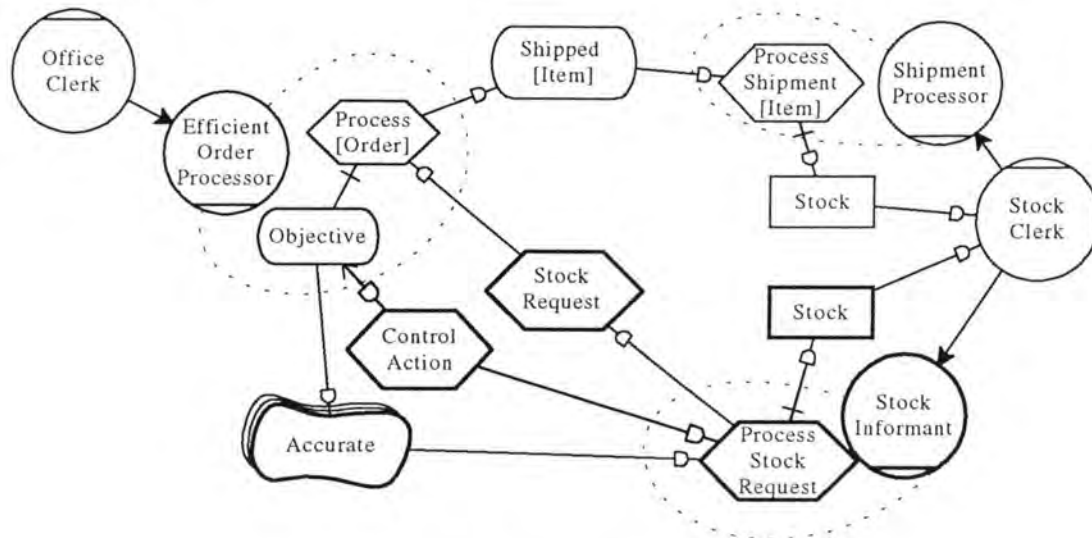 Office
Clerk
Efficient
Order
Processor
Process
[Order]
Shipped
[Item]
Process
Shipment
[Item]
Shipment
Processor
Objective
Stock
Stock
Clerk
Stock
Request
Control
Action
Stock
Accurate
Process
Stock
Request
Stock
Informant